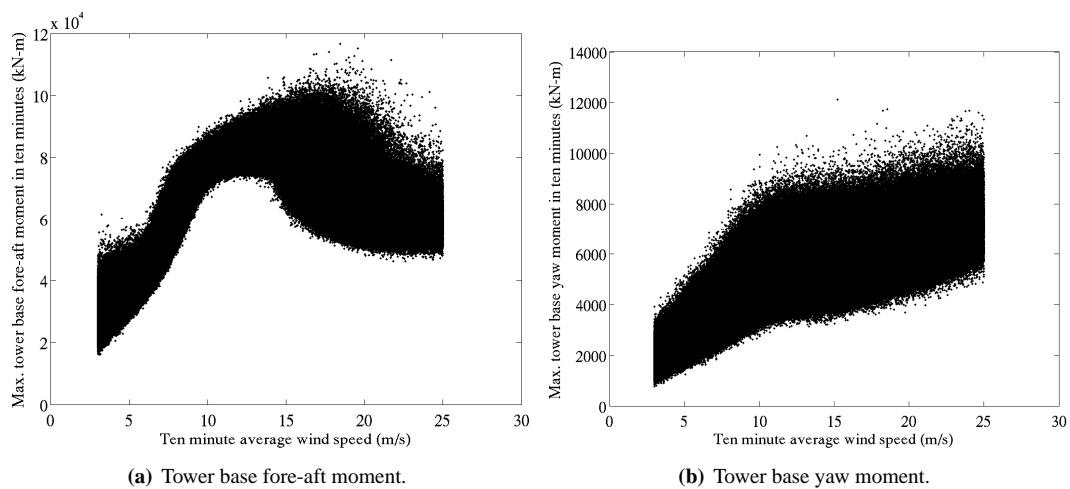 x 10⁴
12
10
8
6
4
2
0
0 5 10 15 20 25 30
Max. tower base fore-aft moment in ten minutes (kN-m)
Ten minute average wind speed (m/s)
(a) Tower base fore-aft moment.
14000
12000
10000
8000
6000
4000
2000
0
0 5 10 15 20 25 30
Max. tower base yaw moment in ten minutes (kN-m)
Ten minute average wind speed (m/s)
(b) Tower base yaw moment.